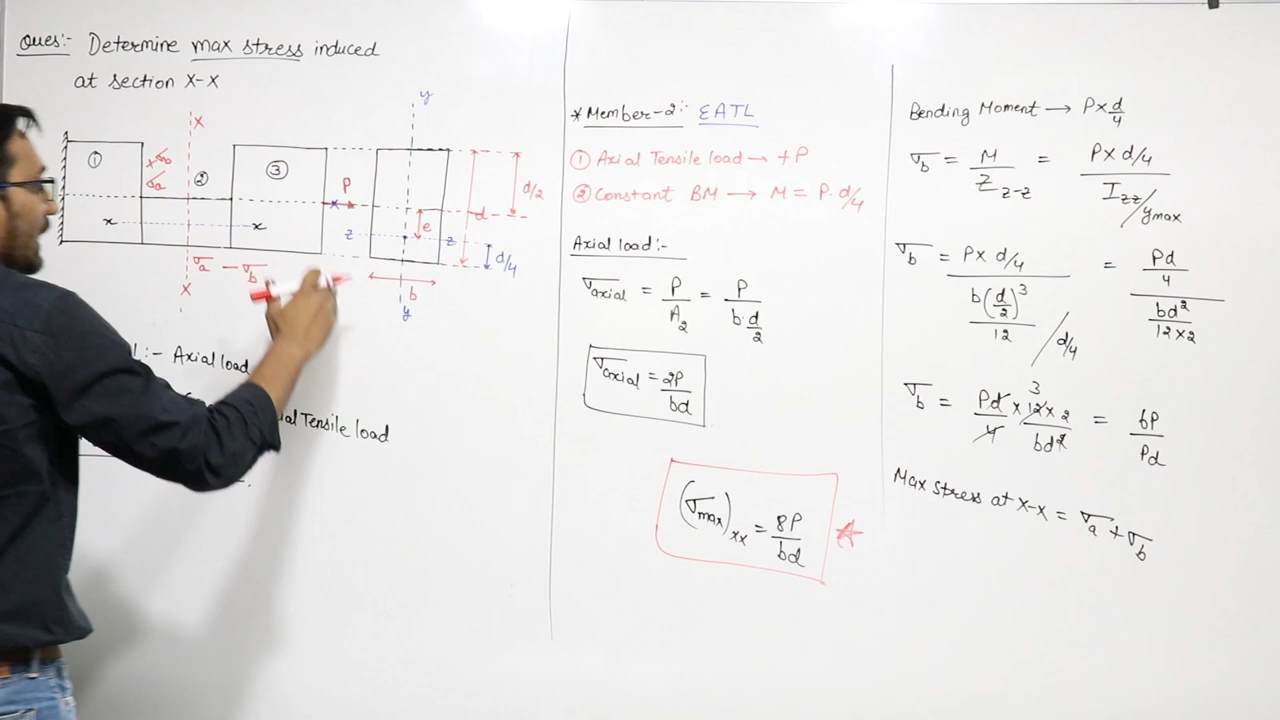 Ques:- Determine max stress induced
at section X-X
X
y
①
②
③
+σb
σa
P
x
x
x
z
z
e
d
d/2
d/4
b
y
σa - σb
X
:- Axial load
Tensile load
*Member-2:- EATL
① Axial Tensile load → +P
② Constant BM → M = P·d/4
Axial load:-
σaxial = P/A2 = P/(b·d/2)
σaxial = 2P/bd
(σmax)xx = 8P/bd
Bending Moment → P×d/4
σb = M/Zz-z = (P×d/4)/(Izz/ymax)
σb = (P×d/4)/((b(d/2)³/12)/(d/4)) = (Pd/4)/(bd²/(12×2))
σb = Pd/4 × 3 12×2/bd² = 6P/Pd
Max stress at X-X = σa + σb